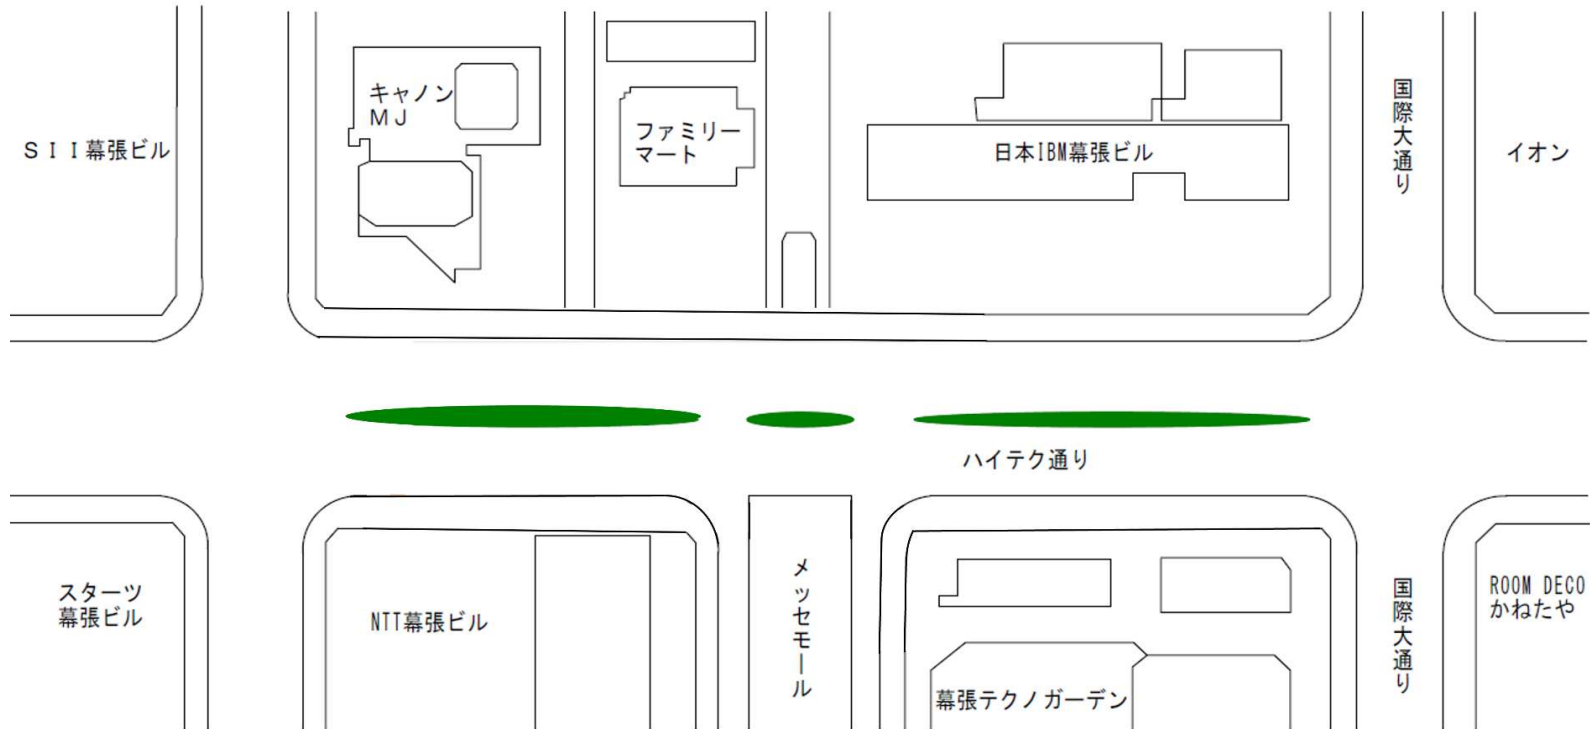 キャノン
ＭＪ
ＳＩＩ幕張ビル
ファミリー
マート
日本IBM幕張ビル
国際大通り
イオン
ハイテク通り
スターツ
幕張ビル
NTT幕張ビル
メッセモール
幕張テクノガーデン
国際大通り
ROOM DECO
かねたや